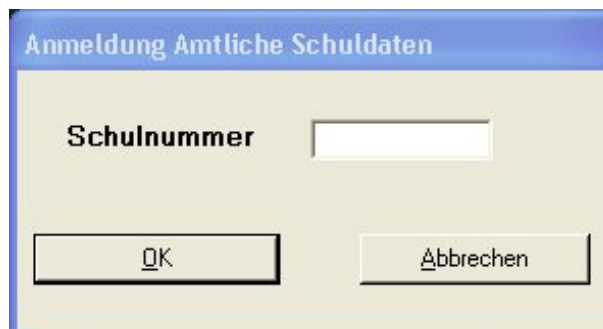 Anmeldung Amtliche Schuldaten
Schulnummer
OK
Abbrechen